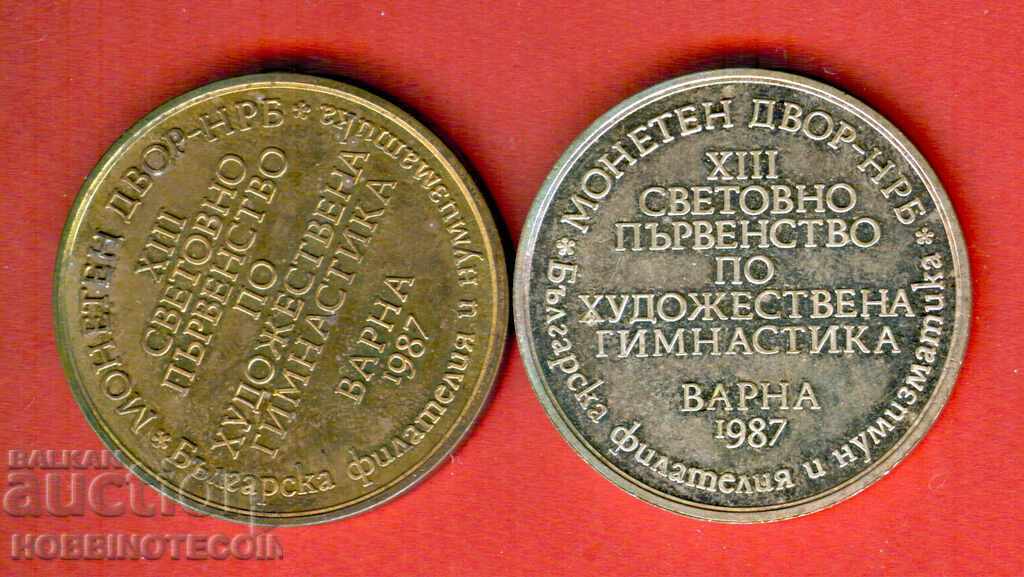 МОНЕТЕН ДВОР-НРБ
XIII
СВЕТОВНО
ПЪРВЕНСТВО
ПО
ХУДОЖЕСТВЕНА
ГИМНАСТИКА
ВАРНА
1987
* Българска филателия и нумизматика *
МОНЕТЕН ДВОР-НРБ
XIII
СВЕТОВНО
ПЪРВЕНСТВО
ПО
ХУДОЖЕСТВЕНА
ГИМНАСТИКА
ВАРНА
1987
* Българска филателия и нумизматика *
BALKAN
auction
HOBBINOTECOIN